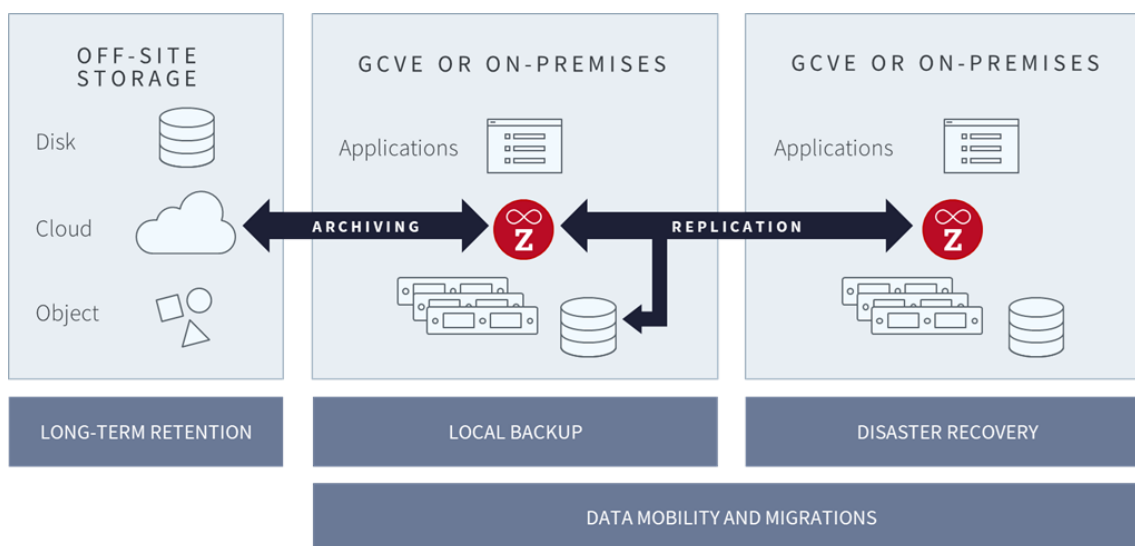 OFF-SITE
STORAGE
Disk
Cloud
Object
ARCHIVING
GCVE OR ON-PREMISES
Applications
Z
REPLICATION
GCVE OR ON-PREMISES
Applications
Z
LONG-TERM RETENTION
LOCAL BACKUP
DISASTER RECOVERY
DATA MOBILITY AND MIGRATIONS